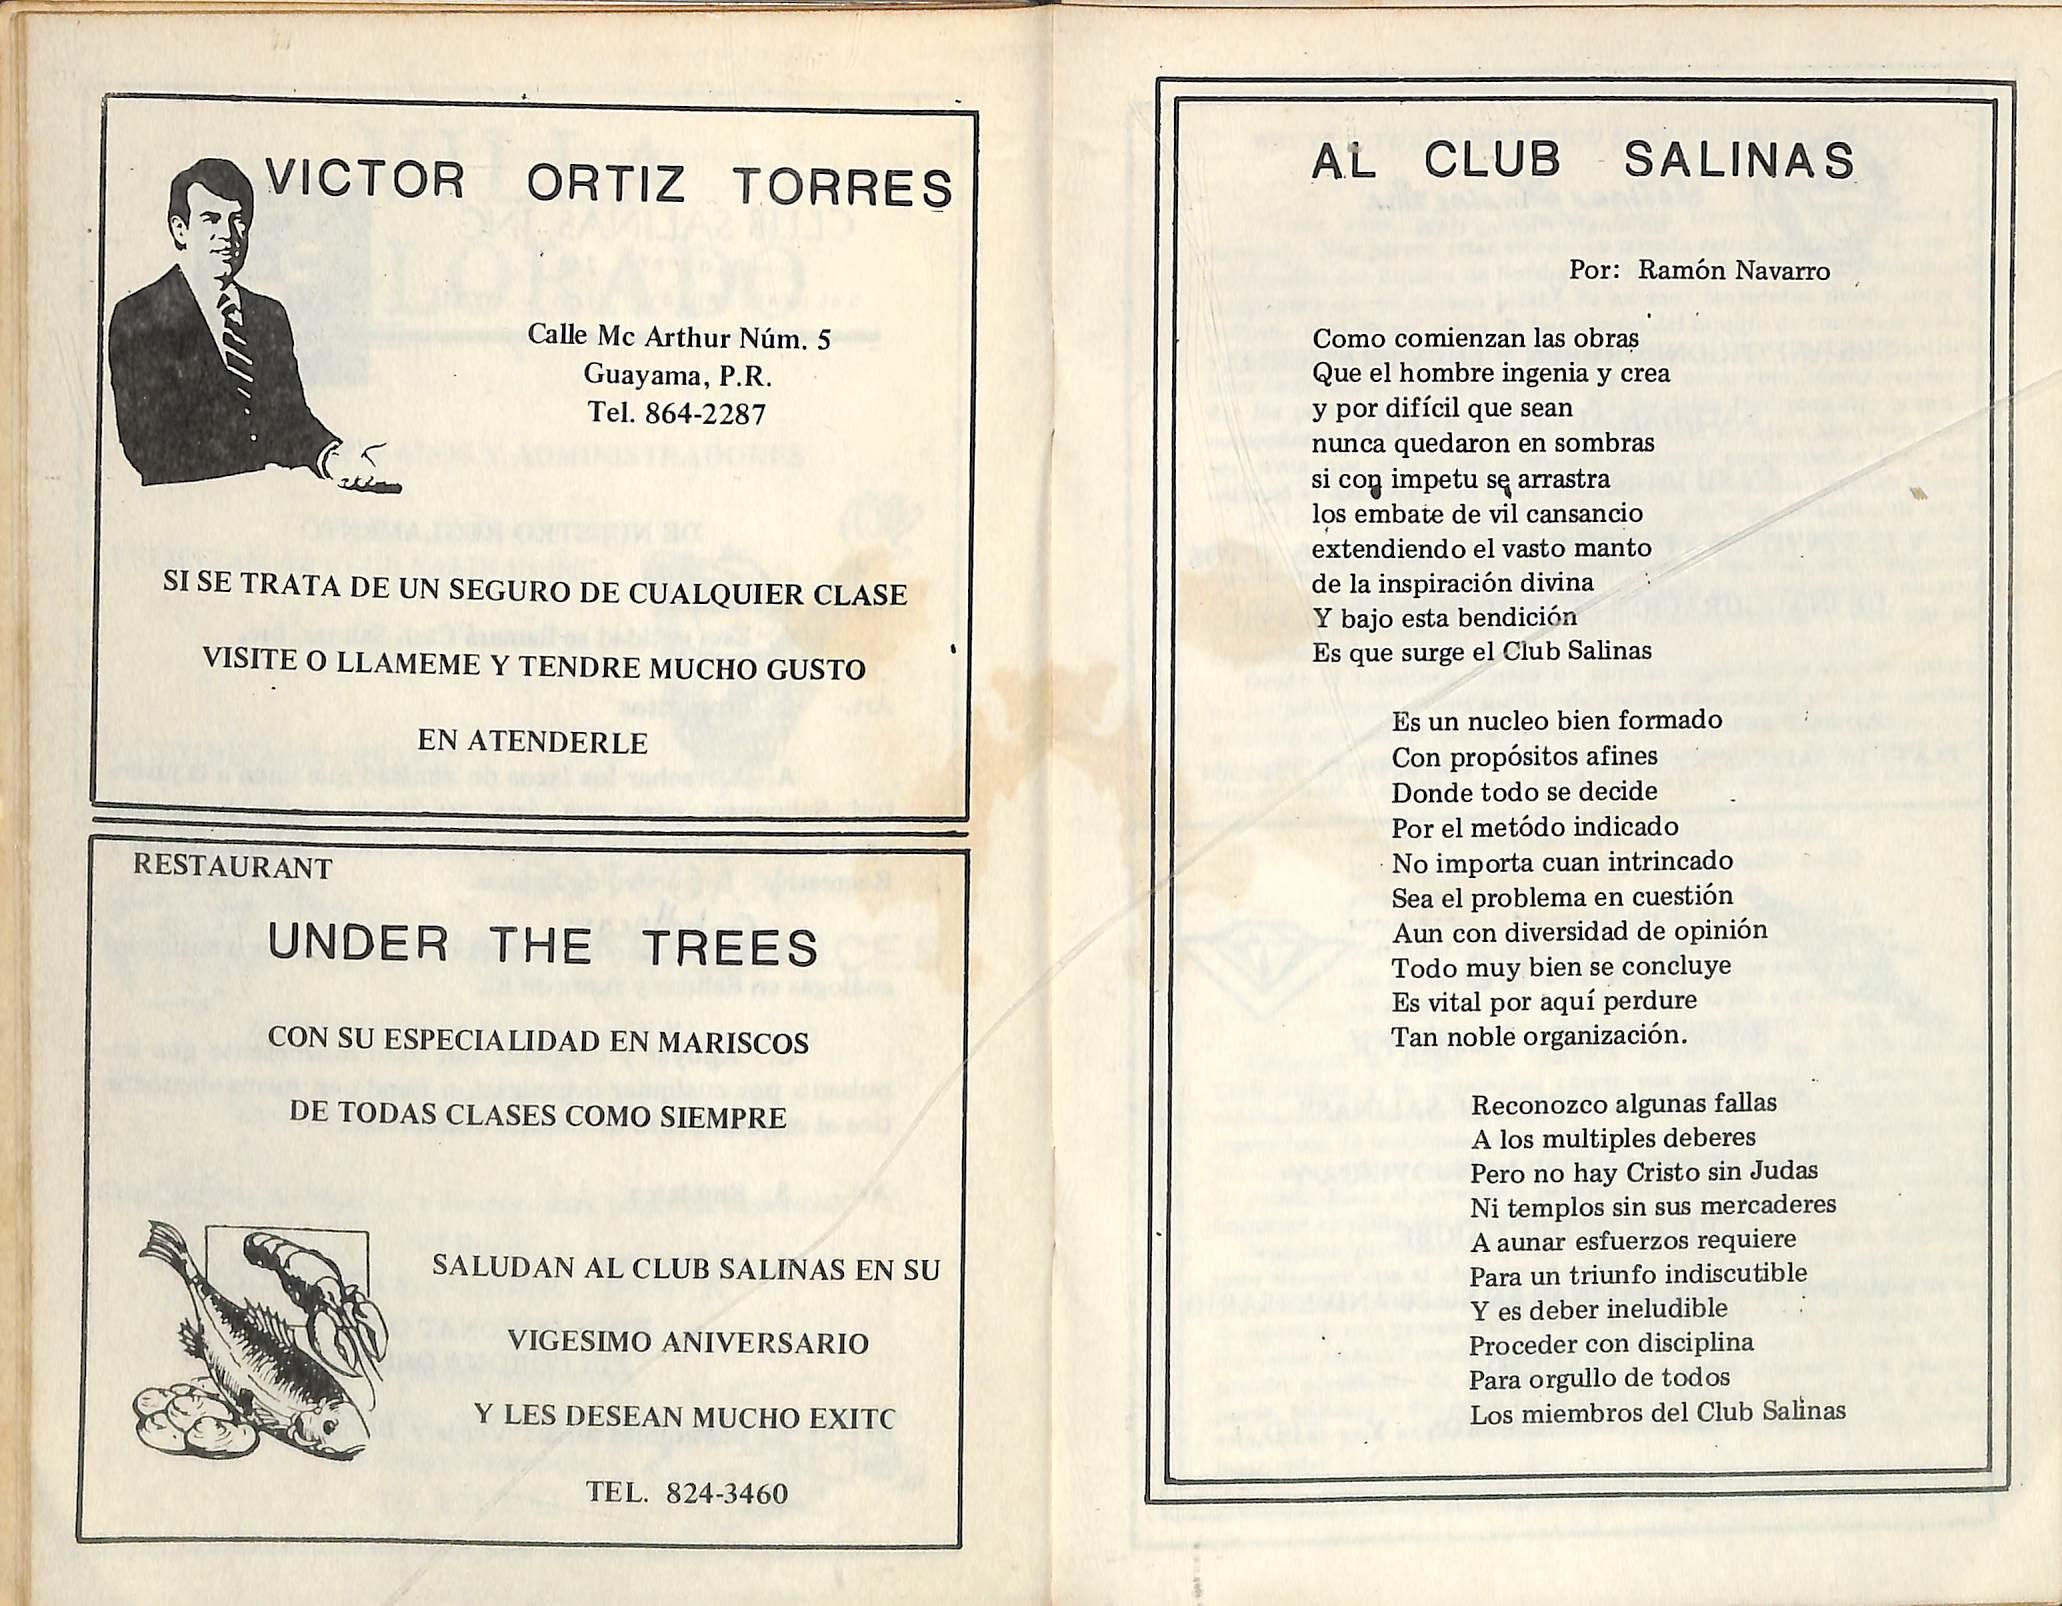 VICTOR ORTIZ TORRES
Calle Mc Arthur Núm. 5
Guayama, P.R.
Tel. 864-2287
SI SE TRATA DE UN SEGURO DE CUALQUIER CLASE
VISITE O LLAMEME Y TENDRE MUCHO GUSTO
EN ATENDERLE
RESTAURANT
UNDER THE TREES
CON SU ESPECIALIDAD EN MARISCOS
DE TODAS CLASES COMO SIEMPRE
SALUDAN AL CLUB SALINAS EN SU
VIGESIMO ANIVERSARIO
Y LES DESEAN MUCHO EXITC
TEL. 824-3460
AL CLUB SALINAS
Por: Ramón Navarro
Como comienzan las obras
Que el hombre ingenia y crea
y por difícil que sean
nunca quedaron en sombras
si con impetu se arrastra
los embate de vil cansancio
extendiendo el vasto manto
de la inspiración divina
Y bajo esta bendición
Es que surge el Club Salinas
Es un nucleo bien formado
Con propósitos afines
Donde todo se decide
Por el metódo indicado
No importa cuan intrincado
Sea el problema en cuestión
Aun con diversidad de opinión
Todo muy bien se concluye
Es vital por aquí perdure
Tan noble organización.
Reconozco algunas fallas
A los multiples deberes
Pero no hay Cristo sin Judas
Ni templos sin sus mercaderes
A aunar esfuerzos requiere
Para un triunfo indiscutible
Y es deber ineludible
Proceder con disciplina
Para orgullo de todos
Los miembros del Club Salinas